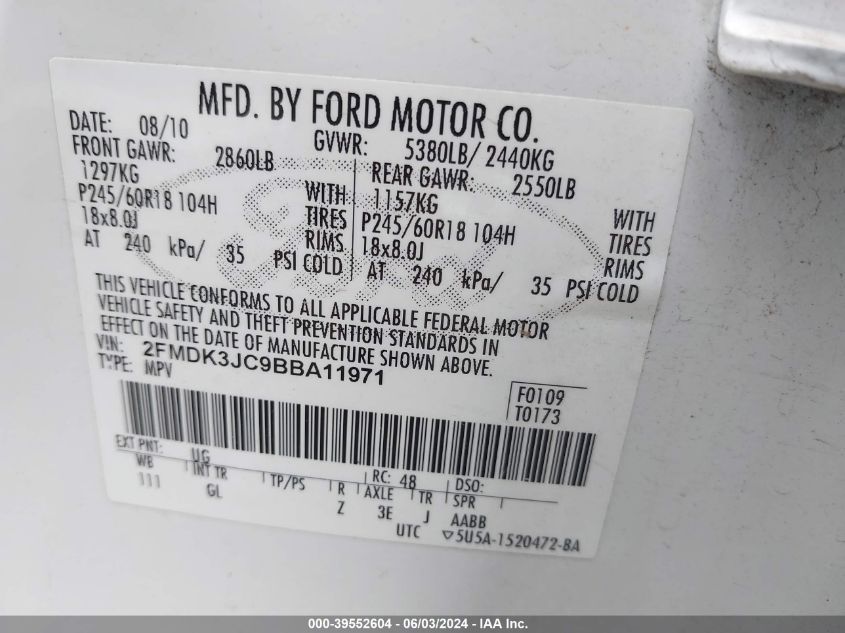 MFD. BY FORD MOTOR CO.
DATE: 08/10 GVWR: 5380LB/ 2440KG
FRONT GAWR: 2860LB REAR GAWR: 2550LB
1297KG WITH 1157KG WITH
P245/60R18 104H TIRES P245/60R18 104H TIRES
18x8.0J RIMS 18x8.0J RIMS
AT 240 kPa/ 35 PSI COLD AT 240 kPa/ 35 PSI COLD
THIS VEHICLE CONFORMS TO ALL APPLICABLE FEDERAL MOTOR
VEHICLE SAFETY AND THEFT PREVENTION STANDARDS IN
EFFECT ON THE DATE OF MANUFACTURE SHOWN ABOVE.
VIN: 2FMDK3JC9BBA11971
TYPE: MPV
F0109
T0173
EXT PNT: UG RC: 48 DSO:
WB INT TR TP/PS R AXLE TR SPR
111 GL Z 3E J AABB
UTC ▽5U5A-1520472-BA
Ford
000-39552604 - 06/03/2024 - IAA Inc.